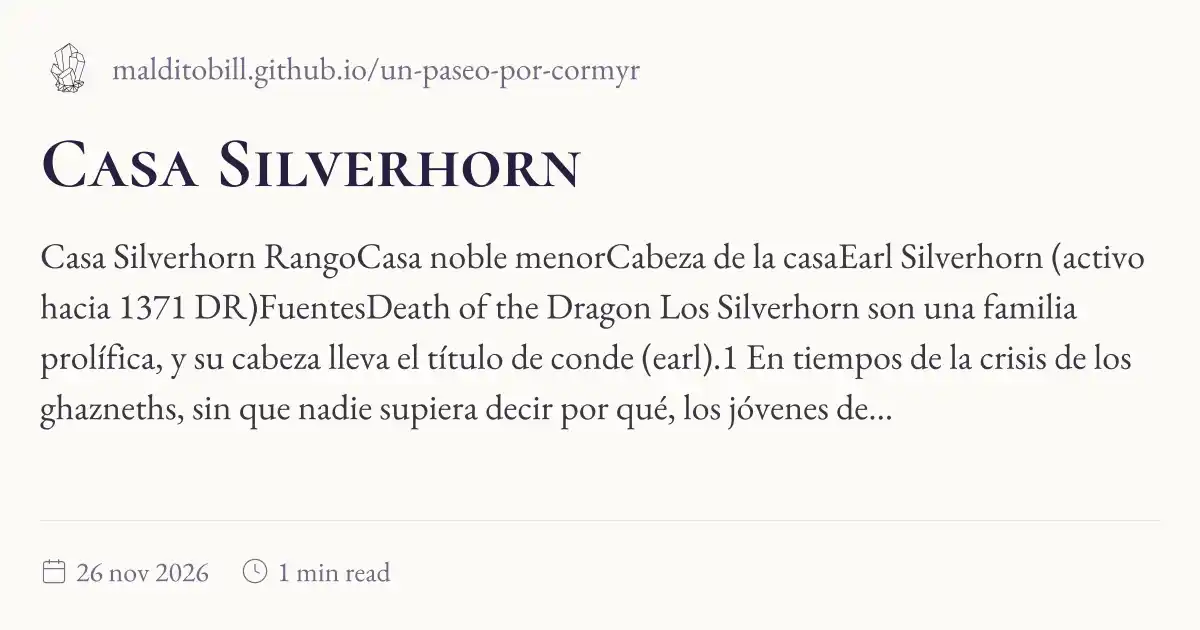 malditobill.github.io/un-paseo-por-cormyr
Casa Silverhorn
Casa Silverhorn RangoCasa noble menorCabeza de la casaEarl Silverhorn (activo
hacia 1371 DR)FuentesDeath of the Dragon Los Silverhorn son una familia
prolífica, y su cabeza lleva el título de conde (earl).1 En tiempos de la crisis de los
ghazneths, sin que nadie supiera decir por qué, los jóvenes de...
26 nov 2026
1 min read